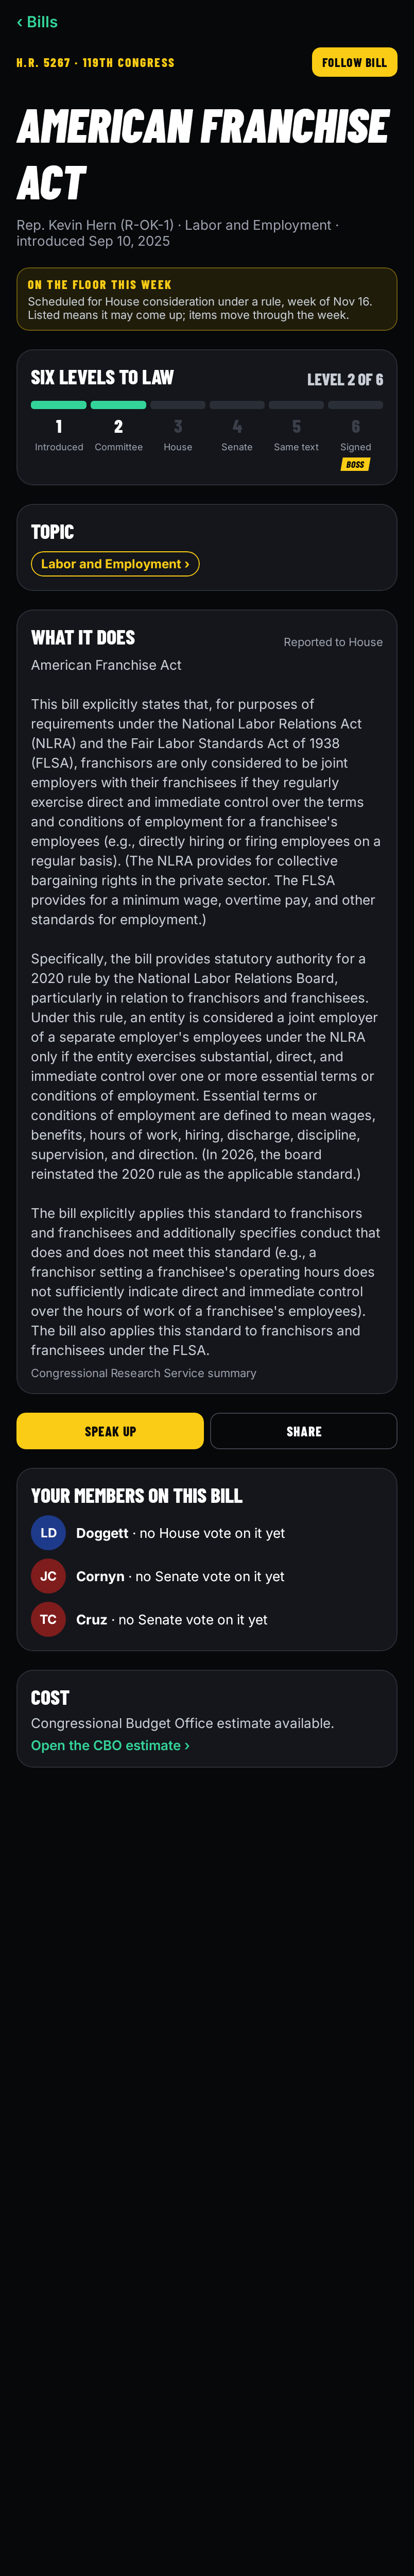 ‹ Bills
H.R. 5267 · 119TH CONGRESS
FOLLOW BILL
AMERICAN FRANCHISE
ACT
Rep. Kevin Hern (R-OK-1) · Labor and Employment ·
introduced Sep 10, 2025
ON THE FLOOR THIS WEEK
Scheduled for House consideration under a rule, week of Nov 16.
Listed means it may come up; items move through the week.
SIX LEVELS TO LAW
LEVEL 2 OF 6
1 2 3 4 5 6
Introduced Committee House Senate Same text Signed
BOSS
TOPIC
Labor and Employment ›
WHAT IT DOES
Reported to House
American Franchise Act
This bill explicitly states that, for purposes of
requirements under the National Labor Relations Act
(NLRA) and the Fair Labor Standards Act of 1938
(FLSA), franchisors are only considered to be joint
employers with their franchisees if they regularly
exercise direct and immediate control over the terms
and conditions of employment for a franchisee's
employees (e.g., directly hiring or firing employees on a
regular basis). (The NLRA provides for collective
bargaining rights in the private sector. The FLSA
provides for a minimum wage, overtime pay, and other
standards for employment.)
Specifically, the bill provides statutory authority for a
2020 rule by the National Labor Relations Board,
particularly in relation to franchisors and franchisees.
Under this rule, an entity is considered a joint employer
of a separate employer's employees under the NLRA
only if the entity exercises substantial, direct, and
immediate control over one or more essential terms or
conditions of employment. Essential terms or
conditions of employment are defined to mean wages,
benefits, hours of work, hiring, discharge, discipline,
supervision, and direction. (In 2026, the board
reinstated the 2020 rule as the applicable standard.)
The bill explicitly applies this standard to franchisors
and franchisees and additionally specifies conduct that
does and does not meet this standard (e.g., a
franchisor setting a franchisee's operating hours does
not sufficiently indicate direct and immediate control
over the hours of work of a franchisee's employees).
The bill also applies this standard to franchisors and
franchisees under the FLSA.
Congressional Research Service summary
SPEAK UP
SHARE
YOUR MEMBERS ON THIS BILL
LD Doggett · no House vote on it yet
JC Cornyn · no Senate vote on it yet
TC Cruz · no Senate vote on it yet
COST
Congressional Budget Office estimate available.
Open the CBO estimate ›